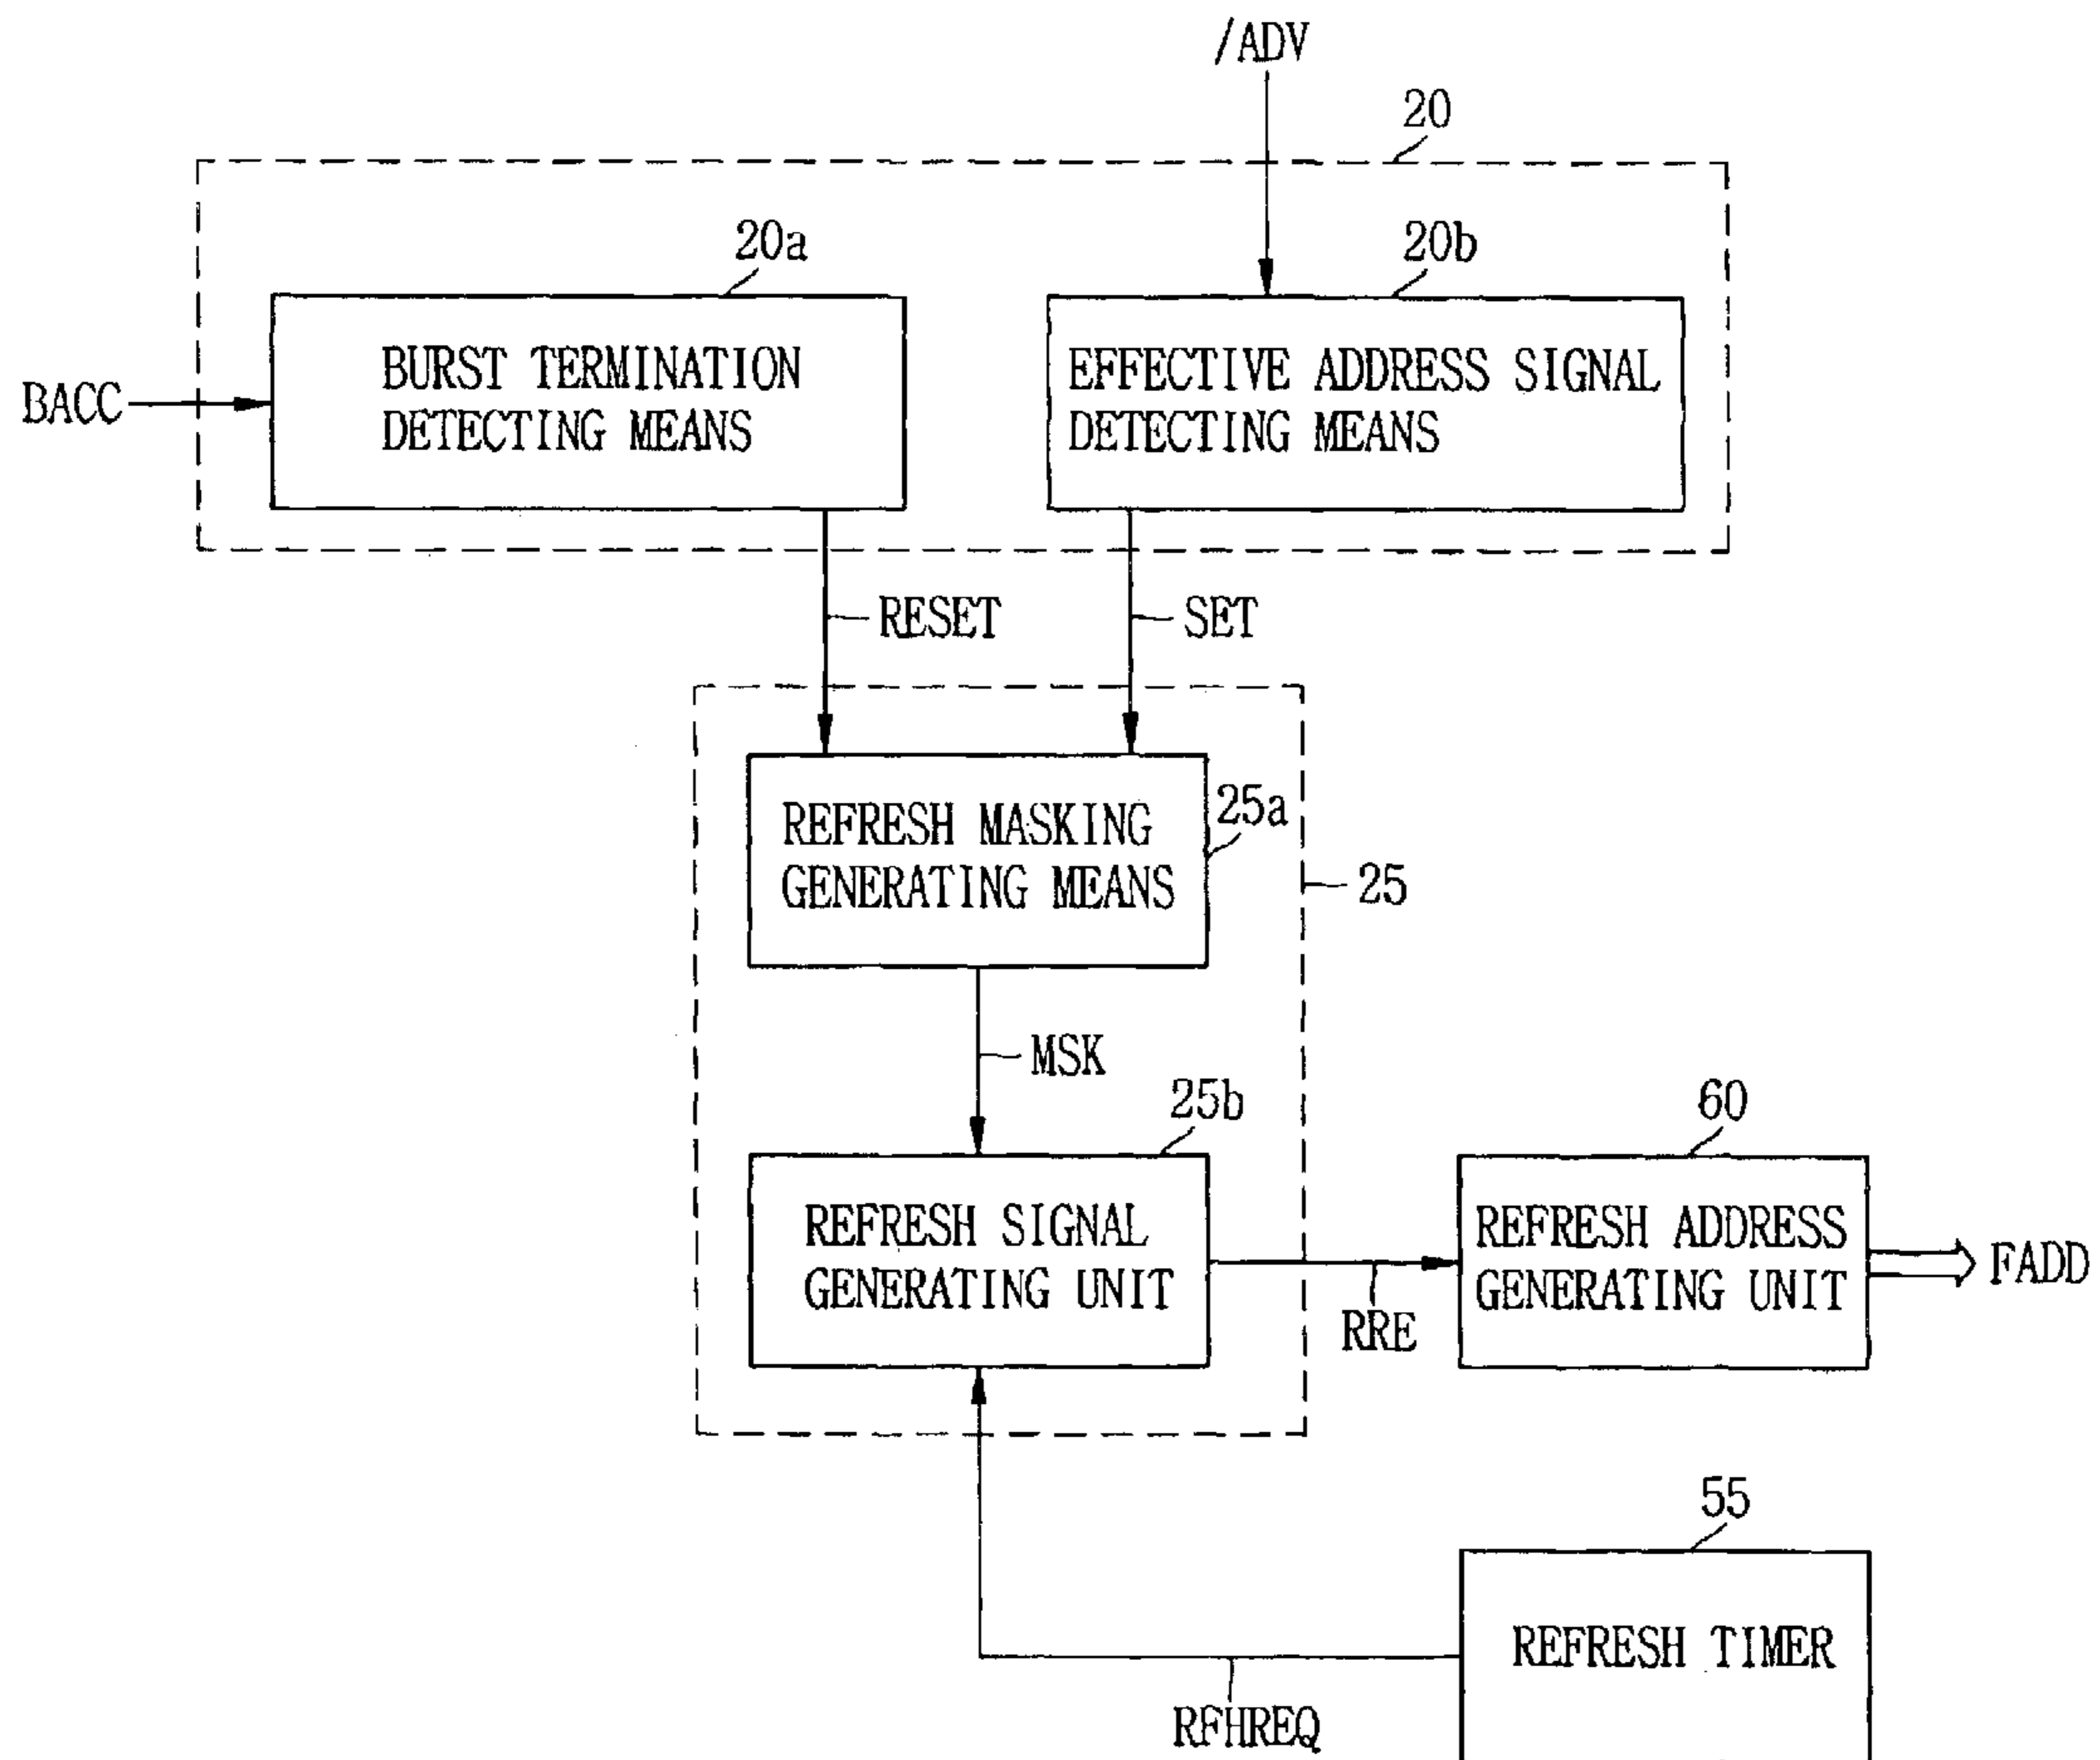 /ADV
20
20a
20b
BURST TERMINATION
DETECTING MEANS
EFFECTIVE ADDRESS SIGNAL
DETECTING MEANS
BACC
RESET
SET
25a
REFRESH MASKING
GENERATING MEANS
25
MSK
25b
60
REFRESH SIGNAL
GENERATING UNIT
REFRESH ADDRESS
GENERATING UNIT
FADD
RRE
55
REFRESH TIMER
RFHREQ